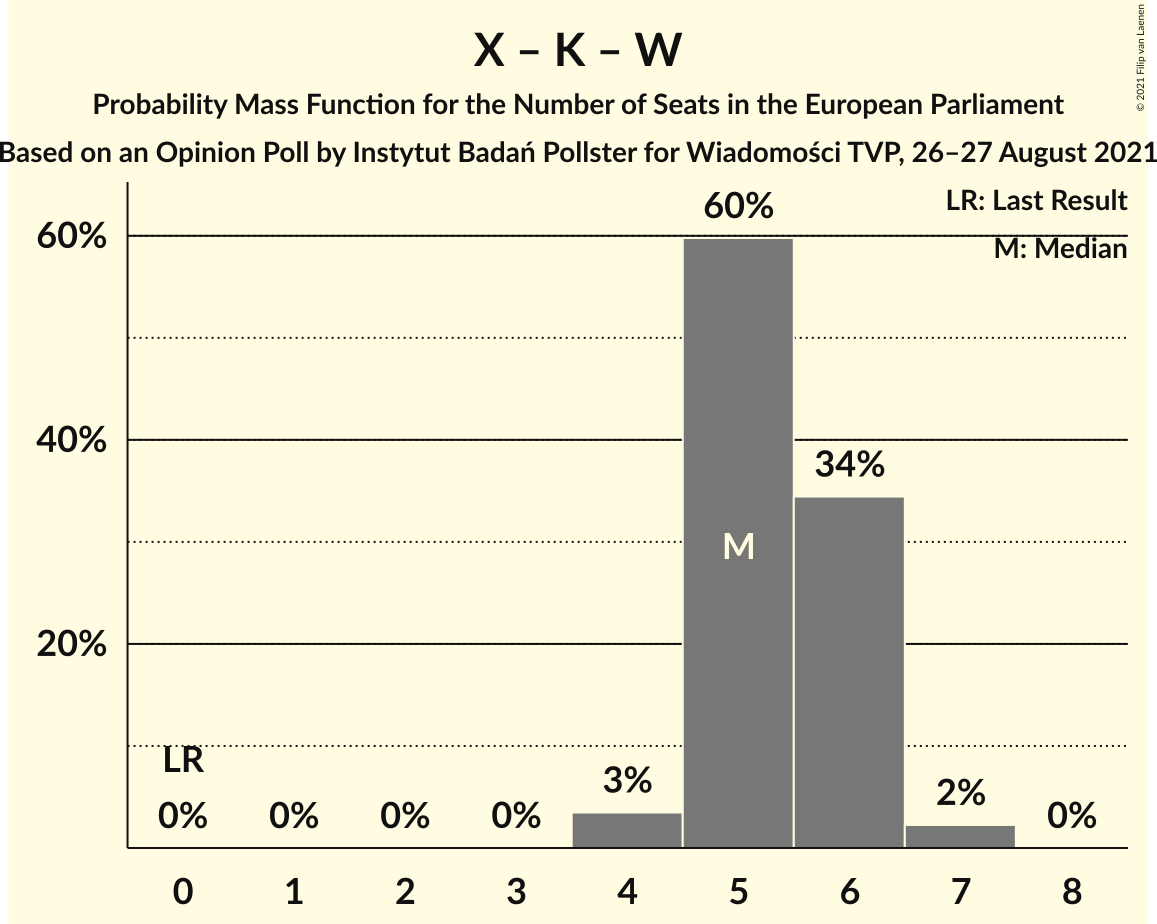 X – K – W
Probability Mass Function for the Number of Seats in the European Parliament
Based on an Opinion Poll by Instytut Badań Pollster for Wiadomości TVP, 26–27 August 2021
© 2021 Filip van Laenen
LR: Last Result
M: Median
60%
40%
20%
60%
34%
M
LR
0%
0%
0%
0%
3%
2%
0%
0
1
2
3
4
5
6
7
8